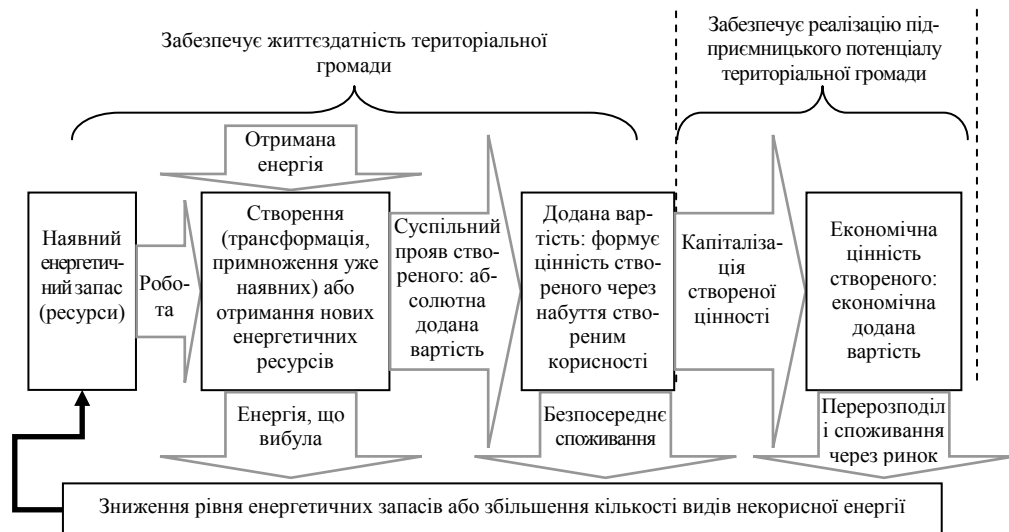 Забезпечує життєздатність територіальної
громади
Забезпечує реалізацію під-
приємницького потенціалу
територіальної громади
Отримана
енергія
Наявний
енергетич-
ний запас
(ресурси)
Робо-
та
Створення
(трансформація,
примноження уже
наявних) або
отримання нових
енергетичних
ресурсів
Суспільний
прояв ство-
реного: аб-
солютна
додана
вартість
Додана вар-
тість: формує
цінність ство-
реного через
набуття ство-
реним
корисності
Капіталіза-
ція
створеної
цінності
Економічна
цінність
створеного:
економічна
додана
вартість
Енергія, що
вибула
Безпосереднє
споживання
Перерозподіл
і споживання
через ринок
Зниження рівня енергетичних запасів або збільшення кількості видів некорисної енергії